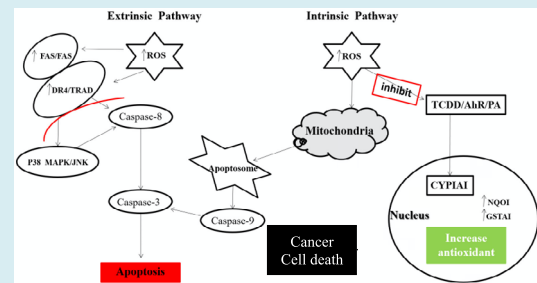 Extrinsic Pathway
Intrinsic Pathway
↑ FAS/FAS
↑ROS
↑ROS
↑DR4/TRAD
inhibit
TCDD/AhR/PA
Caspase-8
Mitochondria
P38 MAPK/JNK
Apoptosome
CYPIAI
↑NQOI
Nucleus
↑GSTAI
Caspase-3
Caspase-9
Cancer
Cell death
Increase
antioxidant
Apoptosis